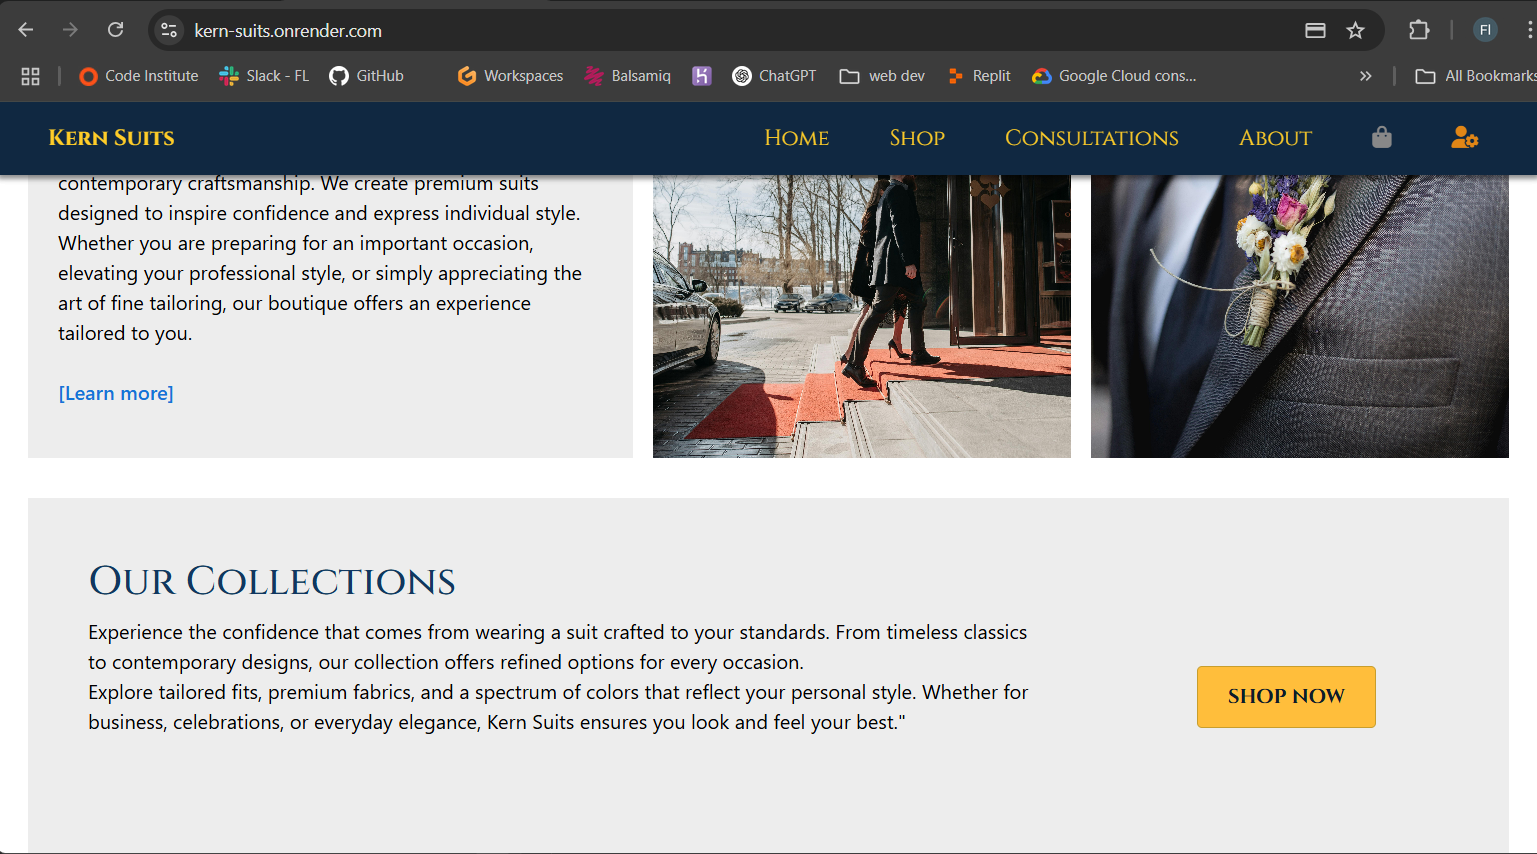 kern-suits.onrender.com
Fl
Code Institute
Slack - FL
GitHub
Workspaces
Balsamiq
ChatGPT
web dev
Replit
Google Cloud cons...
All Bookmarks
Kern Suits
Home
Shop
Consultations
About
contemporary craftsmanship. We create premium suits
designed to inspire confidence and express individual style.
Whether you are preparing for an important occasion,
elevating your professional style, or simply appreciating the
art of fine tailoring, our boutique offers an experience
tailored to you.
[Learn more]
Our Collections
Experience the confidence that comes from wearing a suit crafted to your standards. From timeless classics
to contemporary designs, our collection offers refined options for every occasion.
Explore tailored fits, premium fabrics, and a spectrum of colors that reflect your personal style. Whether for
business, celebrations, or everyday elegance, Kern Suits ensures you look and feel your best."
SHOP NOW